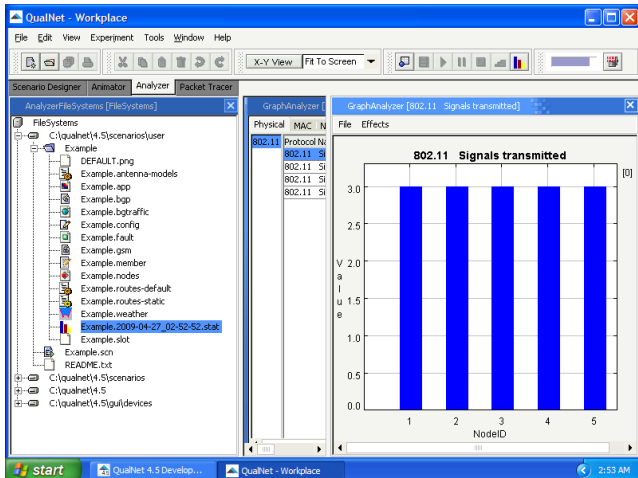 QualNet - Workplace
File Edit View Experiment Tools Window Help
X-Y View Fit To Screen
Scenario Designer Animator Analyzer Packet Tracer
AnalyzerFileSystems [FileSystems]
FileSystems
C:\qualnet\4.5\scenarios\user
Example
DEFAULT.png
Example.antenna-models
Example.app
Example.bgp
Example.bgtraffic
Example.config
Example.fault
Example.gsm
Example.member
Example.nodes
Example.routes-default
Example.routes-static
Example.weather
Example.2009-04-27_02-52-52.stat
Example.slot
Example.scn
README.txt
C:\qualnet\4.5\scenarios
C:\qualnet\4.5
C:\qualnet\4.5\gui\devices
GraphAnalyzer [
Physical MAC N
802.11 Protocol Na
802.11 Si
802.11 Si
802.11 Si
802.11 Si
GraphAnalyzer [802.11 Signals transmitted]
File Effects
802.11 Signals transmitted
[0]
3.0
2.0
1.5
1.0
0.5
0.0
Value
1 2 3 4 5
NodeID
start
QualNet 4.5 Develop...
QualNet - Workplace
2:53 AM